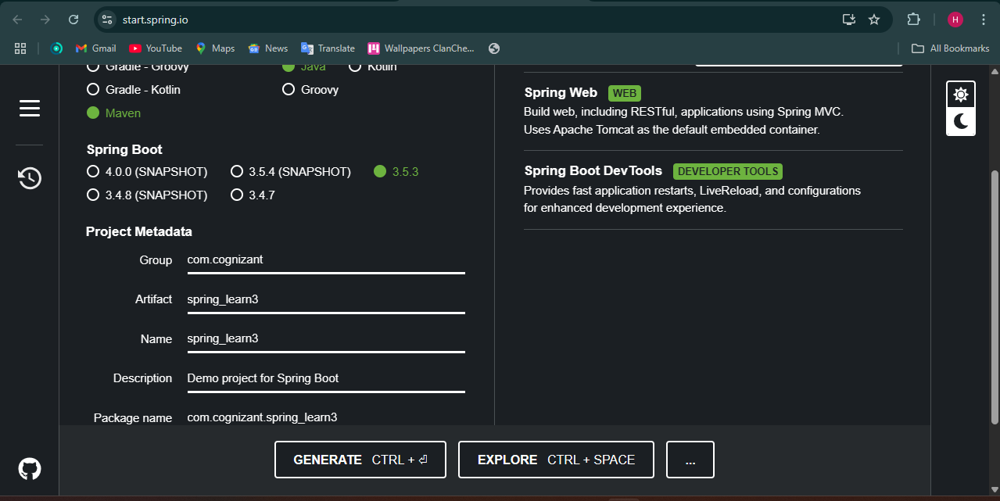 start.spring.io
H
Gmail
YouTube
Maps
News
Translate
Wallpapers ClanChe...
All Bookmarks
Gradle - Groovy
Java
Kotlin
Gradle - Kotlin
Groovy
Maven
Spring Boot
4.0.0 (SNAPSHOT)
3.5.4 (SNAPSHOT)
3.5.3
3.4.8 (SNAPSHOT)
3.4.7
Project Metadata
Group
com.cognizant
Artifact
spring_learn3
Name
spring_learn3
Description
Demo project for Spring Boot
Package name
com.cognizant.spring_learn3
Spring Web WEB
Build web, including RESTful, applications using Spring MVC.
Uses Apache Tomcat as the default embedded container.
Spring Boot DevTools DEVELOPER TOOLS
Provides fast application restarts, LiveReload, and configurations
for enhanced development experience.
GENERATE CTRL + ⏎
EXPLORE CTRL + SPACE
...